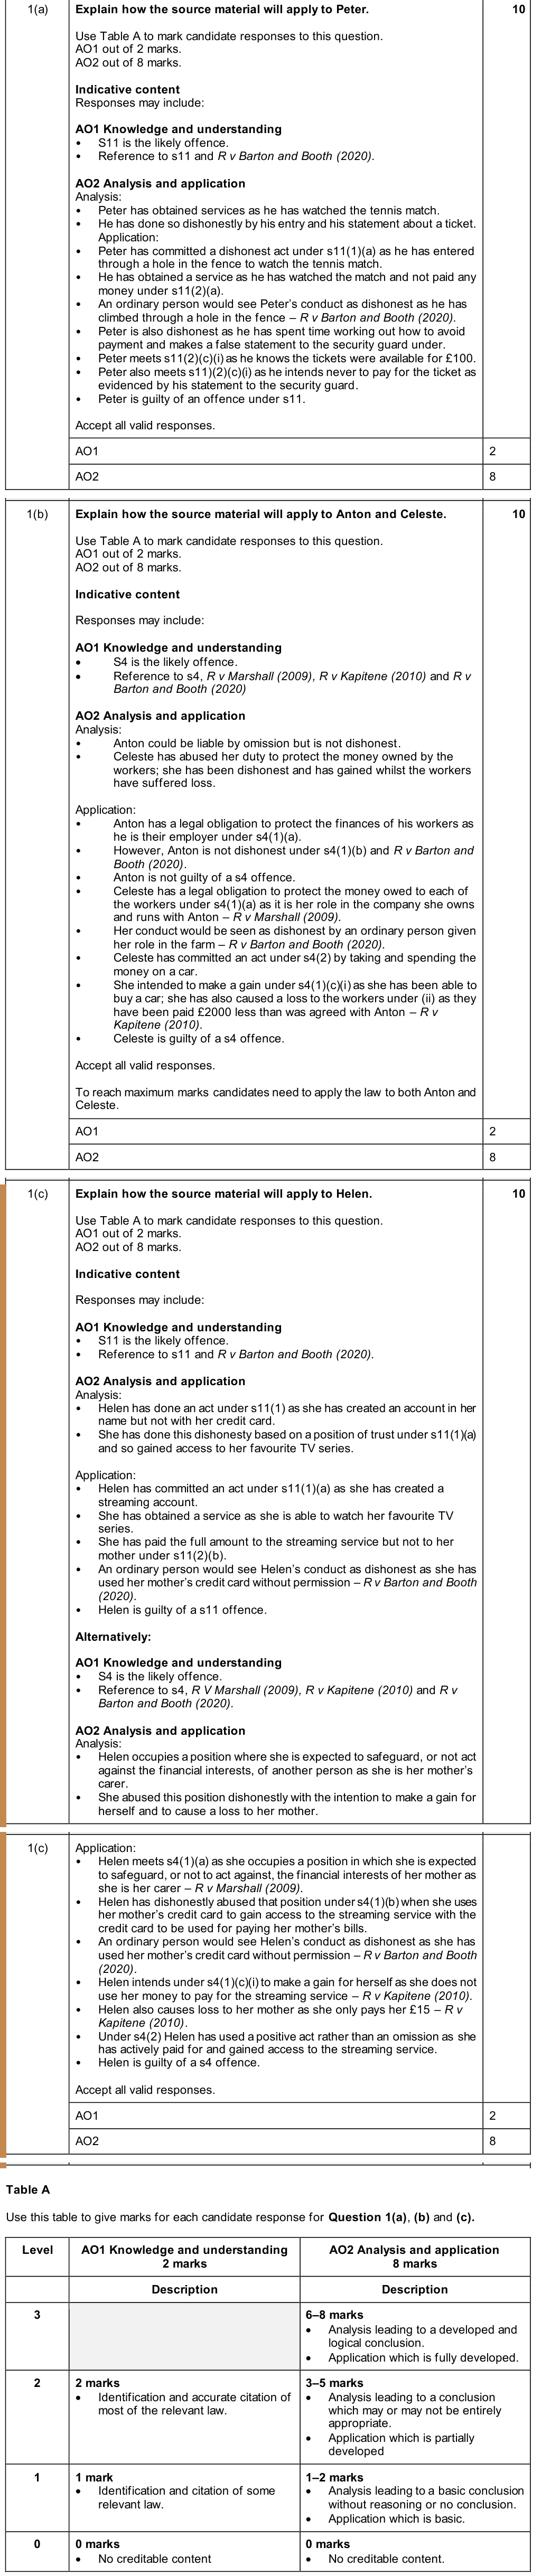 1(a)
Explain how the source material will apply to Peter.
10
Use Table A to mark candidate responses to this question.
AO1 out of 2 marks.
AO2 out of 8 marks.
Indicative content
Responses may include:
AO1 Knowledge and understanding
• S11 is the likely offence.
• Reference to s11 and R v Barton and Booth (2020).
AO2 Analysis and application
Analysis:
• Peter has obtained services as he has watched the tennis match.
• He has done so dishonestly by his entry and his statement about a ticket.
Application:
• Peter has committed a dishonest act under s11(1)(a) as he has entered
through a hole in the fence to watch the tennis match.
• He has obtained a service as he has watched the match and not paid any
money under s11(2)(a).
• An ordinary person would see Peter's conduct as dishonest as he has
climbed through a hole in the fence – R v Barton and Booth (2020).
• Peter is also dishonest as he has spent time working out how to avoid
payment and makes a false statement to the security guard under.
• Peter meets s11(2)(c)(i) as he knows the tickets were available for £100.
• Peter also meets s11)(2)(c)(i) as he intends never to pay for the ticket as
evidenced by his statement to the security guard.
• Peter is guilty of an offence under s11.
Accept all valid responses.
AO1
2
AO2
8
1(b)
Explain how the source material will apply to Anton and Celeste.
10
Use Table A to mark candidate responses to this question.
AO1 out of 2 marks.
AO2 out of 8 marks.
Indicative content
Responses may include:
AO1 Knowledge and understanding
• S4 is the likely offence.
• Reference to s4, R v Marshall (2009), R v Kapitene (2010) and R v
Barton and Booth (2020)
AO2 Analysis and application
Analysis:
• Anton could be liable by omission but is not dishonest.
• Celeste has abused her duty to protect the money owned by the
workers; she has been dishonest and has gained whilst the workers
have suffered loss.
Application:
• Anton has a legal obligation to protect the finances of his workers as
he is their employer under s4(1)(a).
• However, Anton is not dishonest under s4(1)(b) and R v Barton and
Booth (2020).
• Anton is not guilty of a s4 offence.
• Celeste has a legal obligation to protect the money owed to each of
the workers under s4(1)(a) as it is her role in the company she owns
and runs with Anton – R v Marshall (2009).
• Her conduct would be seen as dishonest by an ordinary person given
her role in the farm – R v Barton and Booth (2020).
• Celeste has committed an act under s4(2) by taking and spending the
money on a car.
• She intended to make a gain under s4(1)(c)(i) as she has been able to
buy a car; she has also caused a loss to the workers under (ii) as they
have been paid £2000 less than was agreed with Anton – R v
Kapitene (2010).
• Celeste is guilty of a s4 offence.
Accept all valid responses.
To reach maximum marks candidates need to apply the law to both Anton and
Celeste.
AO1
2
AO2
8
1(c)
Explain how the source material will apply to Helen.
10
Use Table A to mark candidate responses to this question.
AO1 out of 2 marks.
AO2 out of 8 marks.
Indicative content
Responses may include:
AO1 Knowledge and understanding
• S11 is the likely offence.
• Reference to s11 and R v Barton and Booth (2020).
AO2 Analysis and application
Analysis:
• Helen has done an act under s11(1) as she has created an account in her
name but not with her credit card.
• She has done this dishonesty based on a position of trust under s11(1)(a)
and so gained access to her favourite TV series.
Application:
• Helen has committed an act under s11(1)(a) as she has created a
streaming account.
• She has obtained a service as she is able to watch her favourite TV
series.
• She has paid the full amount to the streaming service but not to her
mother under s11(2)(b).
• An ordinary person would see Helen's conduct as dishonest as she has
used her mother's credit card without permission – R v Barton and Booth
(2020).
• Helen is guilty of a s11 offence.
Alternatively:
AO1 Knowledge and understanding
• S4 is the likely offence.
• Reference to s4, R V Marshall (2009), R v Kapitene (2010) and R v
Barton and Booth (2020).
AO2 Analysis and application
Analysis:
• Helen occupies a position where she is expected to safeguard, or not act
against the financial interests, of another person as she is her mother's
carer.
• She abused this position dishonestly with the intention to make a gain for
herself and to cause a loss to her mother.
1(c)
Application:
• Helen meets s4(1)(a) as she occupies a position in which she is expected
to safeguard, or not to act against, the financial interests of her mother as
she is her carer – R v Marshall (2009).
• Helen has dishonestly abused that position under s4(1)(b) when she uses
her mother's credit card to gain access to the streaming service with the
credit card to be used for paying her mother's bills.
• An ordinary person would see Helen's conduct as dishonest as she has
used her mother's credit card without permission – R v Barton and Booth
(2020).
• Helen intends under s4(1)(c)(i) to make a gain for herself as she does not
use her money to pay for the streaming service – R v Kapitene (2010).
• Helen also causes loss to her mother as she only pays her £15 – R v
Kapitene (2010).
• Under s4(2) Helen has used a positive act rather than an omission as she
has actively paid for and gained access to the streaming service.
• Helen is guilty of a s4 offence.
Accept all valid responses.
AO1
2
AO2
8
Table A
Use this table to give marks for each candidate response for Question 1(a), (b) and (c).
Level
AO1 Knowledge and understanding
2 marks
AO2 Analysis and application
8 marks
Description
Description
3
6–8 marks
• Analysis leading to a developed and
logical conclusion.
• Application which is fully developed.
2
2 marks
• Identification and accurate citation of
most of the relevant law.
3–5 marks
• Analysis leading to a conclusion
which may or may not be entirely
appropriate.
• Application which is partially
developed
1
1 mark
• Identification and citation of some
relevant law.
1–2 marks
• Analysis leading to a basic conclusion
without reasoning or no conclusion.
• Application which is basic.
0
0 marks
• No creditable content
0 marks
• No creditable content.